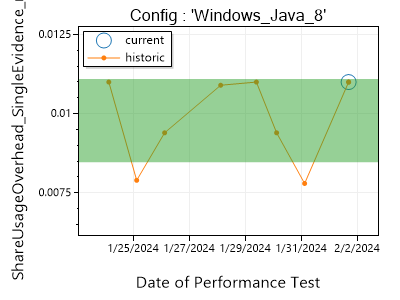 Config : 'Windows_Java_8'
current
historic
0.0125
0.01
0.0075
ShareUsageOverhead_SingleEvidence_
1/25/2024 1/27/2024 1/29/2024 1/31/2024 2/2/2024
Date of Performance Test